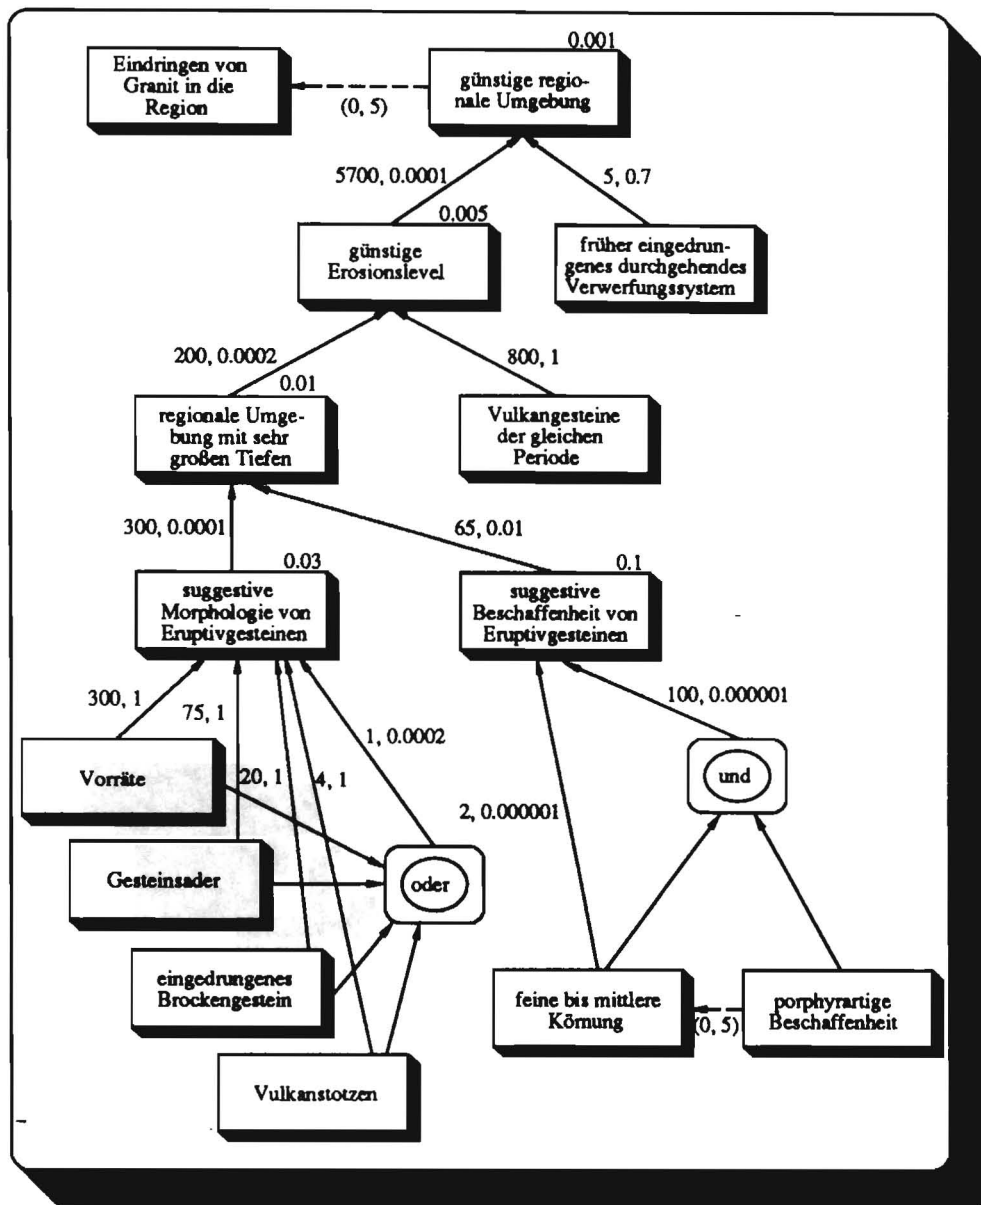 0.001
Eindringen von
Granit in die
Region
günstige regio-
nale Umgebung
(0, 5)
5700, 0.0001
5, 0.7
0.005
günstige
Erosionslevel
früher eingedrun-
genes durchgehendes
Verwerfungssystem
200, 0.0002
800, 1
0.01
regionale Umge-
bung mit sehr
großen Tiefen
Vulkangesteine
der gleichen
Periode
300, 0.0001
65, 0.01
0.03
0.1
suggestive
Morphologie von
Eruptivgesteinen
suggestive
Beschaffenheit von
Eruptivgesteinen
300, 1
75, 1
100, 0.000001
1, 0.0002
Vorräte
20, 1
4, 1
und
2, 0.000001
Gesteinsader
oder
eingedrungenes
Brockengestein
feine bis mittlere
Körnung
(0, 5)
porphyrartige
Beschaffenheit
Vulkanstotzen